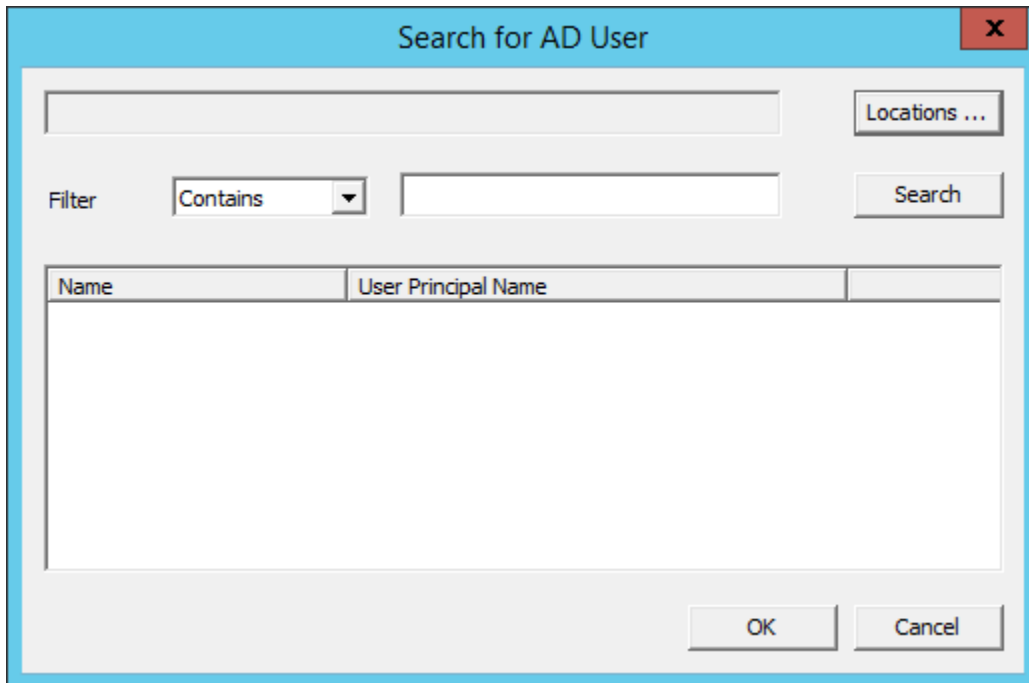 Search for AD User
x
Locations ...
Filter
Contains
Search
Name User Principal Name
OK
Cancel